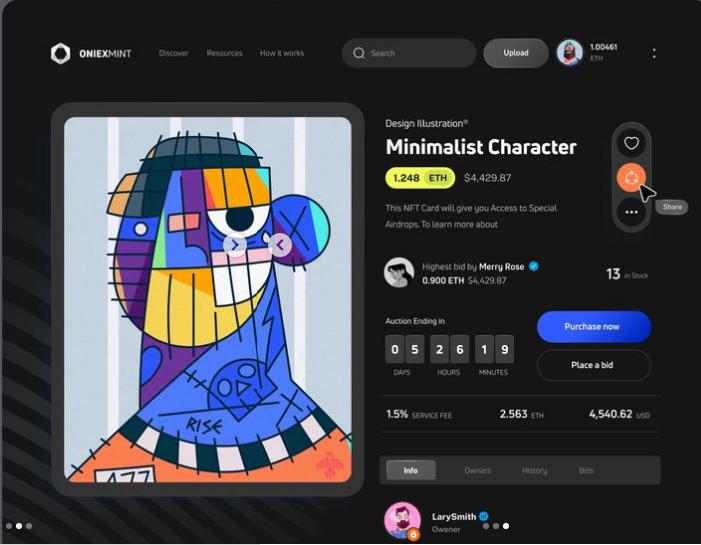 ONIEXMINT
Discover
Resources
How it works
Search
Upload
1.00461
ETH
Design Illustration®
Minimalist Character
1.248 ETH $4,429.87
This NFT Card will give you Access to Special
Airdrops. To learn more about
Share
Highest bid by Merry Rose
0.900 ETH $4,429.87
13 in Stock
Auction Ending in
0 5 2 6 1 9
DAYS HOURS MINUTES
Purchase now
Place a bid
1.5% SERVICE FEE 2.563 ETH 4,540.62 USD
Info Owners History Bids
LarySmith
Owener
RISE
477